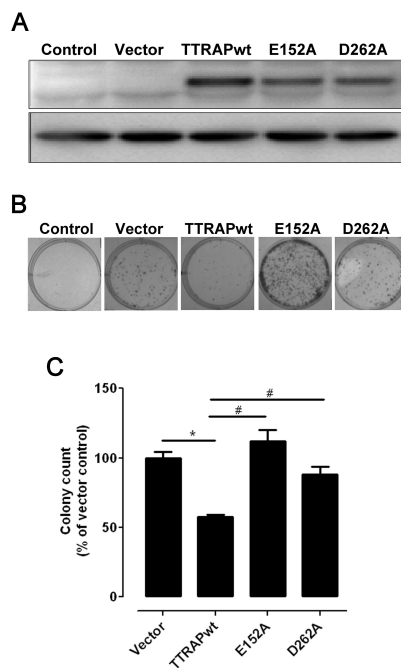 A
Control Vector TTRAPwt E152A D262A
B
Control Vector TTRAPwt E152A D262A
C
Colony count
(% of vector control)
150
100
50
0
*
#
#
Vector
TTRAPwt
E152A
D262A